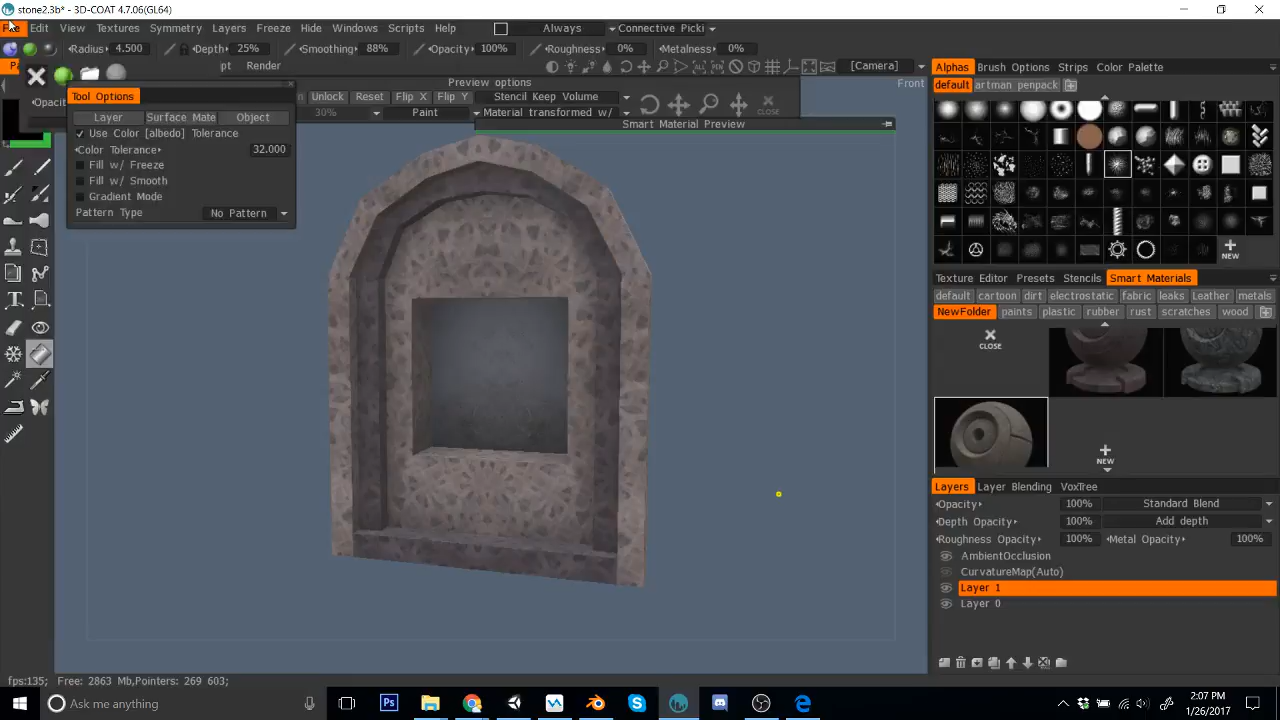 stone2.3b* - 3D-COAT 4.7.06(GL64)
File Edit View Textures Symmetry Layers Freeze Hide Bake Windows Scripts Help Always Connective Picki
Radius 4.500 Depth 25% Smoothing 88% Opacity 100% Roughness 0% Metalness 0%
Render [Camera]
Preview options
Front
Unlock Reset Flip X Flip Y Stencil Keep Volume
30% Paint Material transformed w/ CLOSE
Smart Material Preview
Tool Options
Layer Surface Mate Object
Use Color [albedo] Tolerance
Color Tolerance 32.000
Fill w/ Freeze
Fill w/ Smooth
Gradient Mode
Pattern Type No Pattern
Alphas Brush Options Strips Color Palette
default artman penpack
NEW
Texture Editor Presets Stencils Smart Materials
default cartoon dirt electrostatic fabric leaks Leather metals
NewFolder paints plastic rubber rust scratches wood
CLOSE
NEW
Layers Layer Blending VoxTree
Opacity 100% Standard Blend
Depth Opacity 100% Add depth
Roughness Opacity 100% Metal Opacity 100%
AmbientOcclusion
CurvatureMap(Auto)
Layer 1
Layer 0
fps:135; Free: 2863 Mb,Pointers: 269 603;
Ask me anything
2:07 PM
1/26/2017